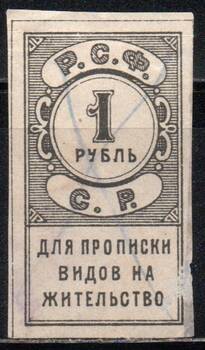 Р.С.Ф.
1
РУБЛЬ
С.Р.
ДЛЯ ПРОПИСКИ
ВИДОВ НА
ЖИТЕЛЬСТВО